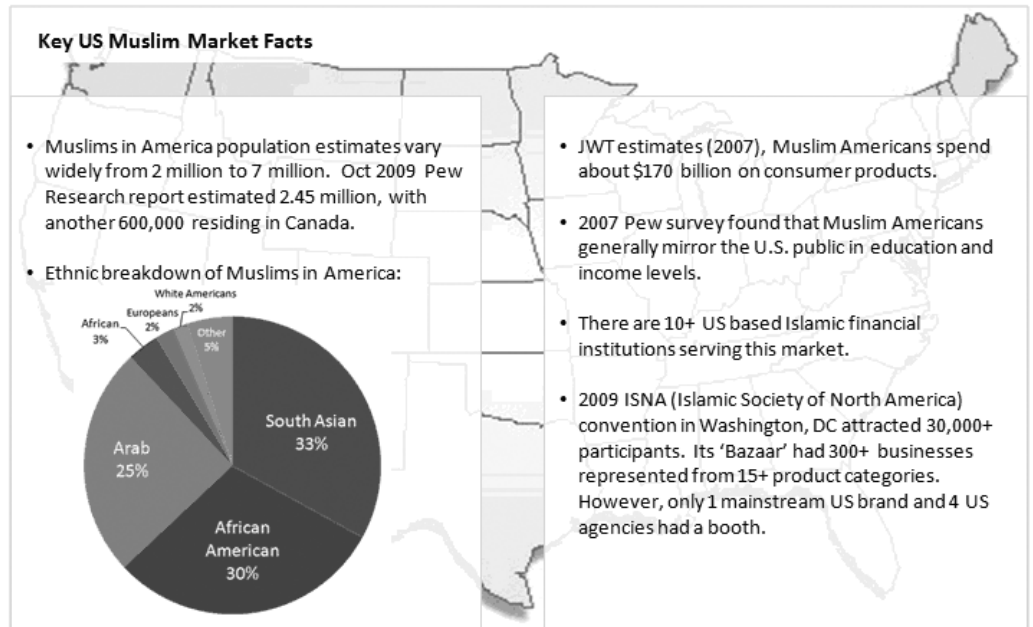 Key US Muslim Market Facts
• Muslims in America population estimates vary
widely from 2 million to 7 million. Oct 2009 Pew
Research report estimated 2.45 million, with
another 600,000 residing in Canada.
• Ethnic breakdown of Muslims in America:
White Americans
2%
Europeans
2%
African
3%
Other
5%
South Asian
33%
Arab
25%
African
American
30%
• JWT estimates (2007), Muslim Americans spend
about $170 billion on consumer products.
• 2007 Pew survey found that Muslim Americans
generally mirror the U.S. public in education and
income levels.
• There are 10+ US based Islamic financial
institutions serving this market.
• 2009 ISNA (Islamic Society of North America)
convention in Washington, DC attracted 30,000+
participants. Its ‘Bazaar’ had 300+ businesses
represented from 15+ product categories.
However, only 1 mainstream US brand and 4 US
agencies had a booth.